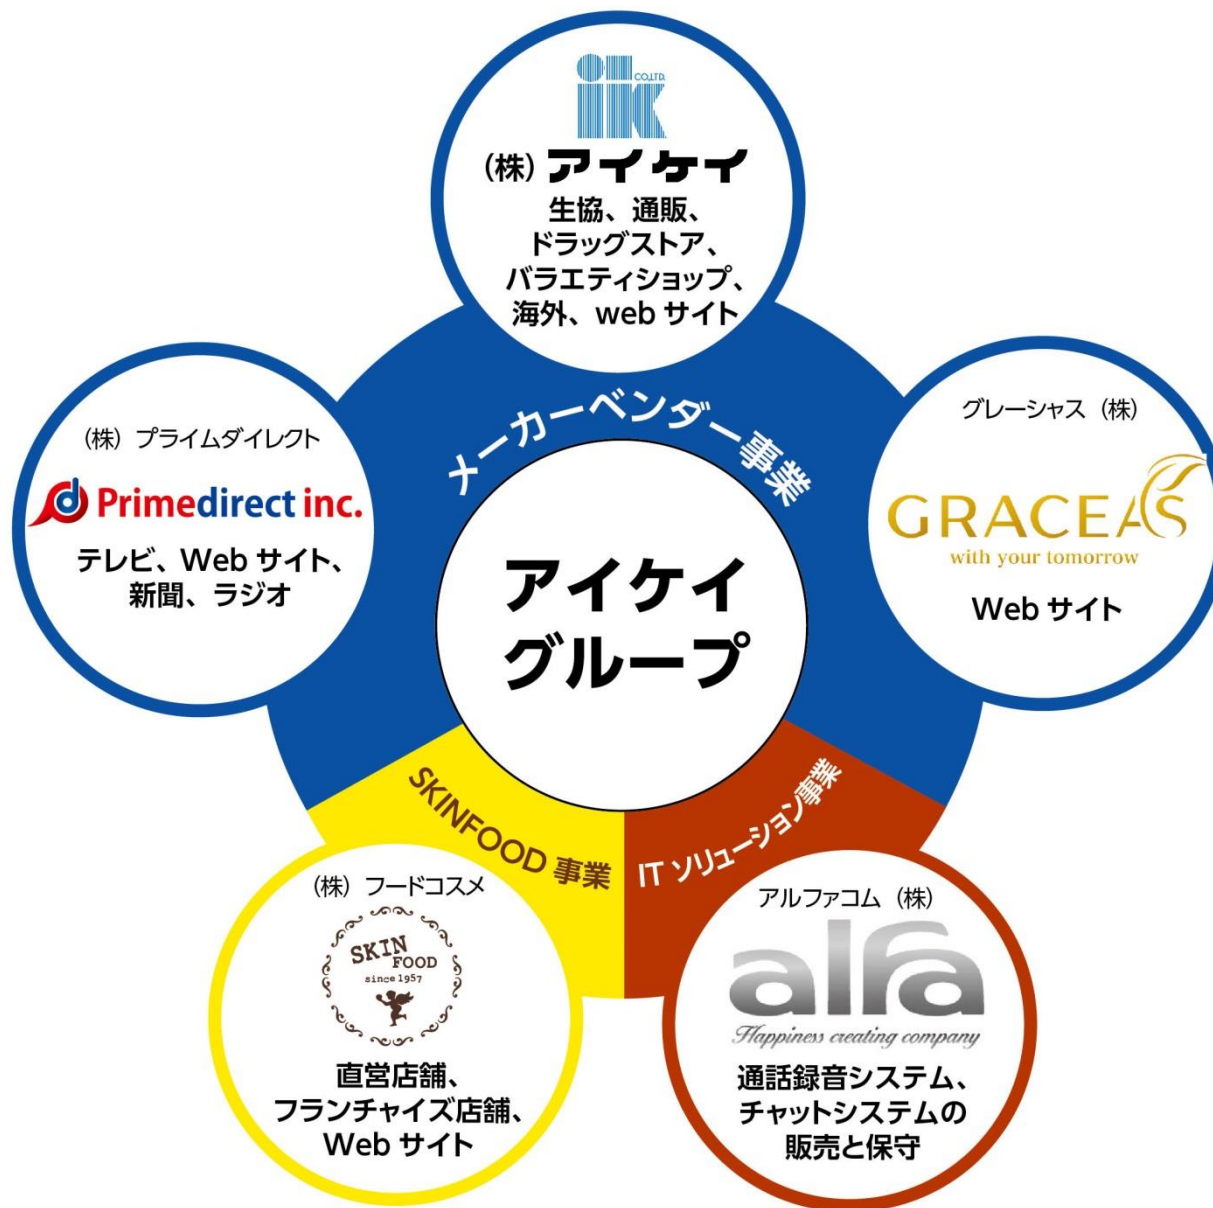 iK CO.,LTD.
(株) アイケイ
生協、通販、
ドラッグストア、
バラエティショップ、
海外、web サイト
メーカーベンダー事業
(株) プライムダイレクト
Primedirect inc.
テレビ、Web サイト、
新聞、ラジオ
グレーシャス (株)
GRACEAS
with your tomorrow
Web サイト
アイケイ
グループ
SKINFOOD 事業
IT ソリューション事業
(株) フードコスメ
SKIN
FOOD
since 1957
直営店舗、
フランチャイズ店舗、
Web サイト
アルファコム (株)
alfa
Happiness creating company
通話録音システム、
チャットシステムの
販売と保守